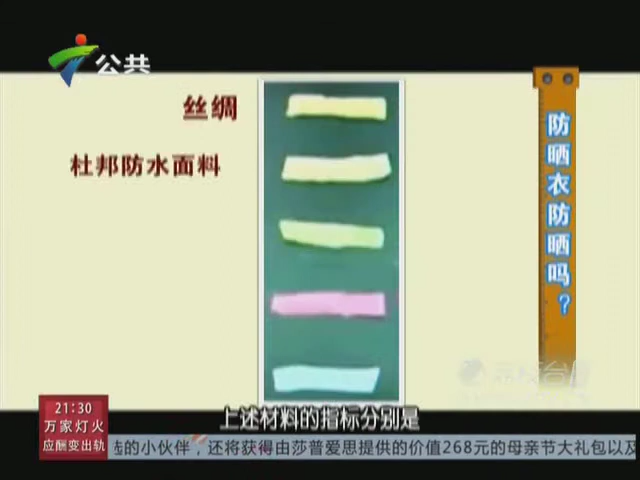 公共
丝绸
杜邦防水面料
防晒衣防晒吗？
上述材料的指标分别是
21:30
万家灯火
应酬变出轨
的小伙伴，还将获得由莎普爱思提供的价值268元的母亲节大礼包以及